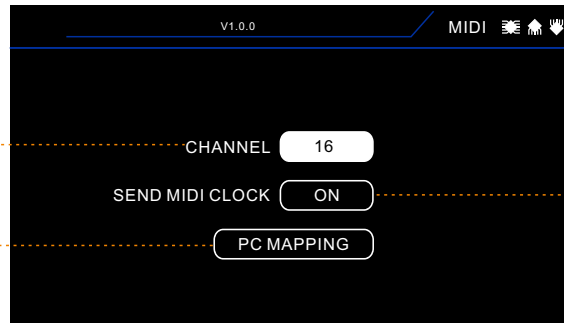 V1.0.0
MIDI
CHANNEL 16
SEND MIDI CLOCK ON
PC MAPPING